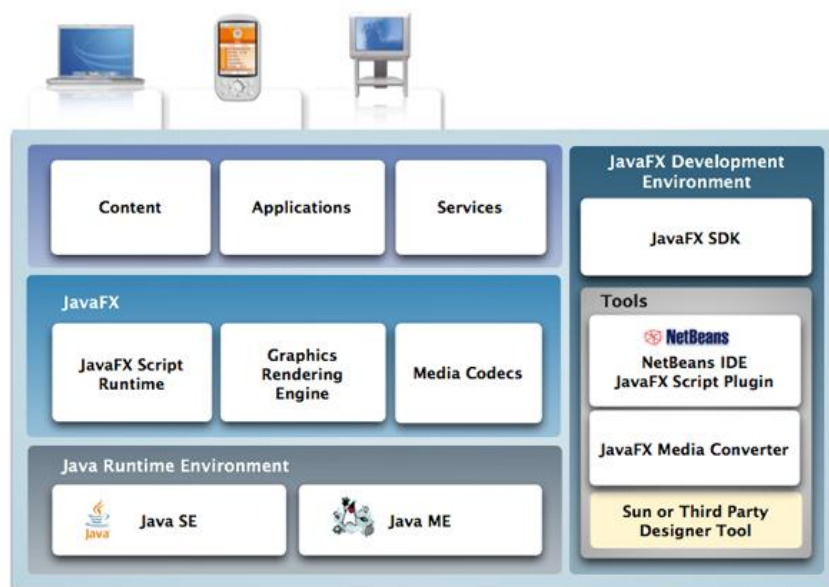 Content
Applications
Services
JavaFX
JavaFX Script
Runtime
Graphics
Rendering
Engine
Media Codecs
Java Runtime Environment
Java
Java SE
Java ME
JavaFX Development
Environment
JavaFX SDK
Tools
NetBeans
NetBeans IDE
JavaFX Script Plugin
JavaFX Media Converter
Sun or Third Party
Designer Tool